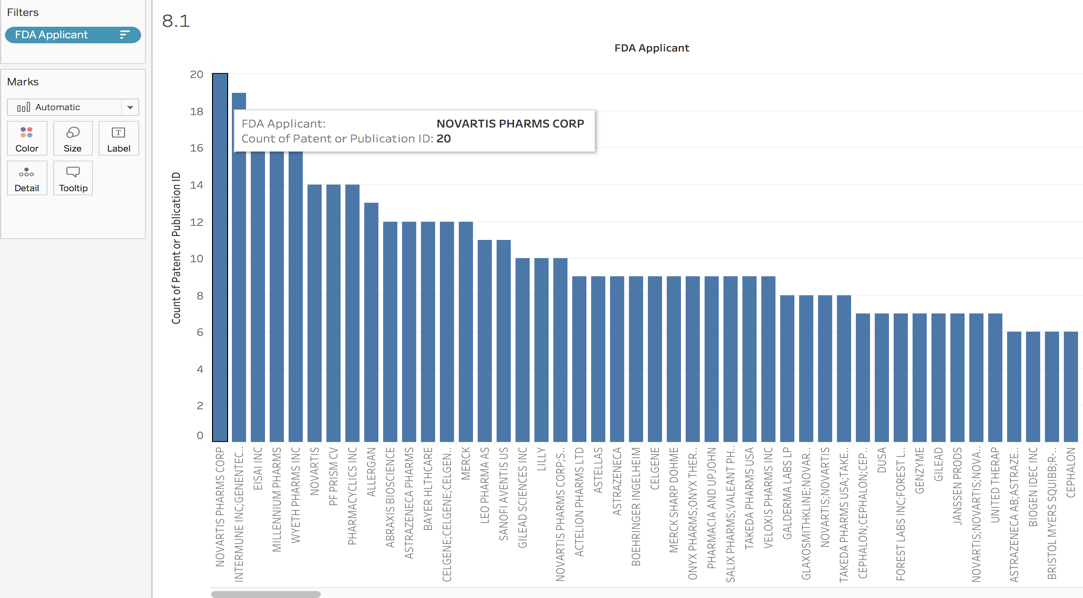 Filters
FDA Applicant
Marks
Automatic
Color
Size
Label
Detail
Tooltip
8.1
FDA Applicant
Count of Patent or Publication ID
20
18
16
14
12
10
8
6
4
2
0
FDA Applicant: NOVARTIS PHARMS CORP
Count of Patent or Publication ID: 20
NOVARTIS PHARMS CORP
INTERMUNE INC;GENENTEC..
EISAI INC
MILLENNIUM PHARMS
WYETH PHARMS INC
NOVARTIS
PF PRISM CV
PHARMACYCLICS INC
ALLERGAN
ABRAXIS BIOSCIENCE
ASTRAZENECA PHARMS
BAYER HLTHCARE
CELGENE;CELGENE;CELGEN..
MERCK
LEO PHARMA AS
SANOFI AVENTIS US
GILEAD SCIENCES INC
LILLY
NOVARTIS PHARMS CORP;S..
ACTELION PHARMS LTD
ASTELLAS
ASTRAZENECA
BOEHRINGER INGELHEIM
CELGENE
MERCK SHARP DOHME
ONYX PHARMS;ONYX THER..
PHARMACIA AND UPJOHN
SALIX PHARMS;VALEANT PH..
TAKEDA PHARMS USA
VELOXIS PHARMS INC
GALDERMA LABS LP
GLAXOSMITHKLINE;NOVAR..
NOVARTIS;NOVARTIS
TAKEDA PHARMS USA;TAKE..
CEPHALON;CEPHALON;CEP..
DUSA
FOREST LABS INC;FOREST L..
GENZYME
GILEAD
JANSSEN PRODS
NOVARTIS;NOVARTIS;NOVA..
UNITED THERAP
ASTRAZENECA AB;ASTRAZE..
BIOGEN IDEC INC
BRISTOL MYERS SQUIBB;R..
CEPHALON